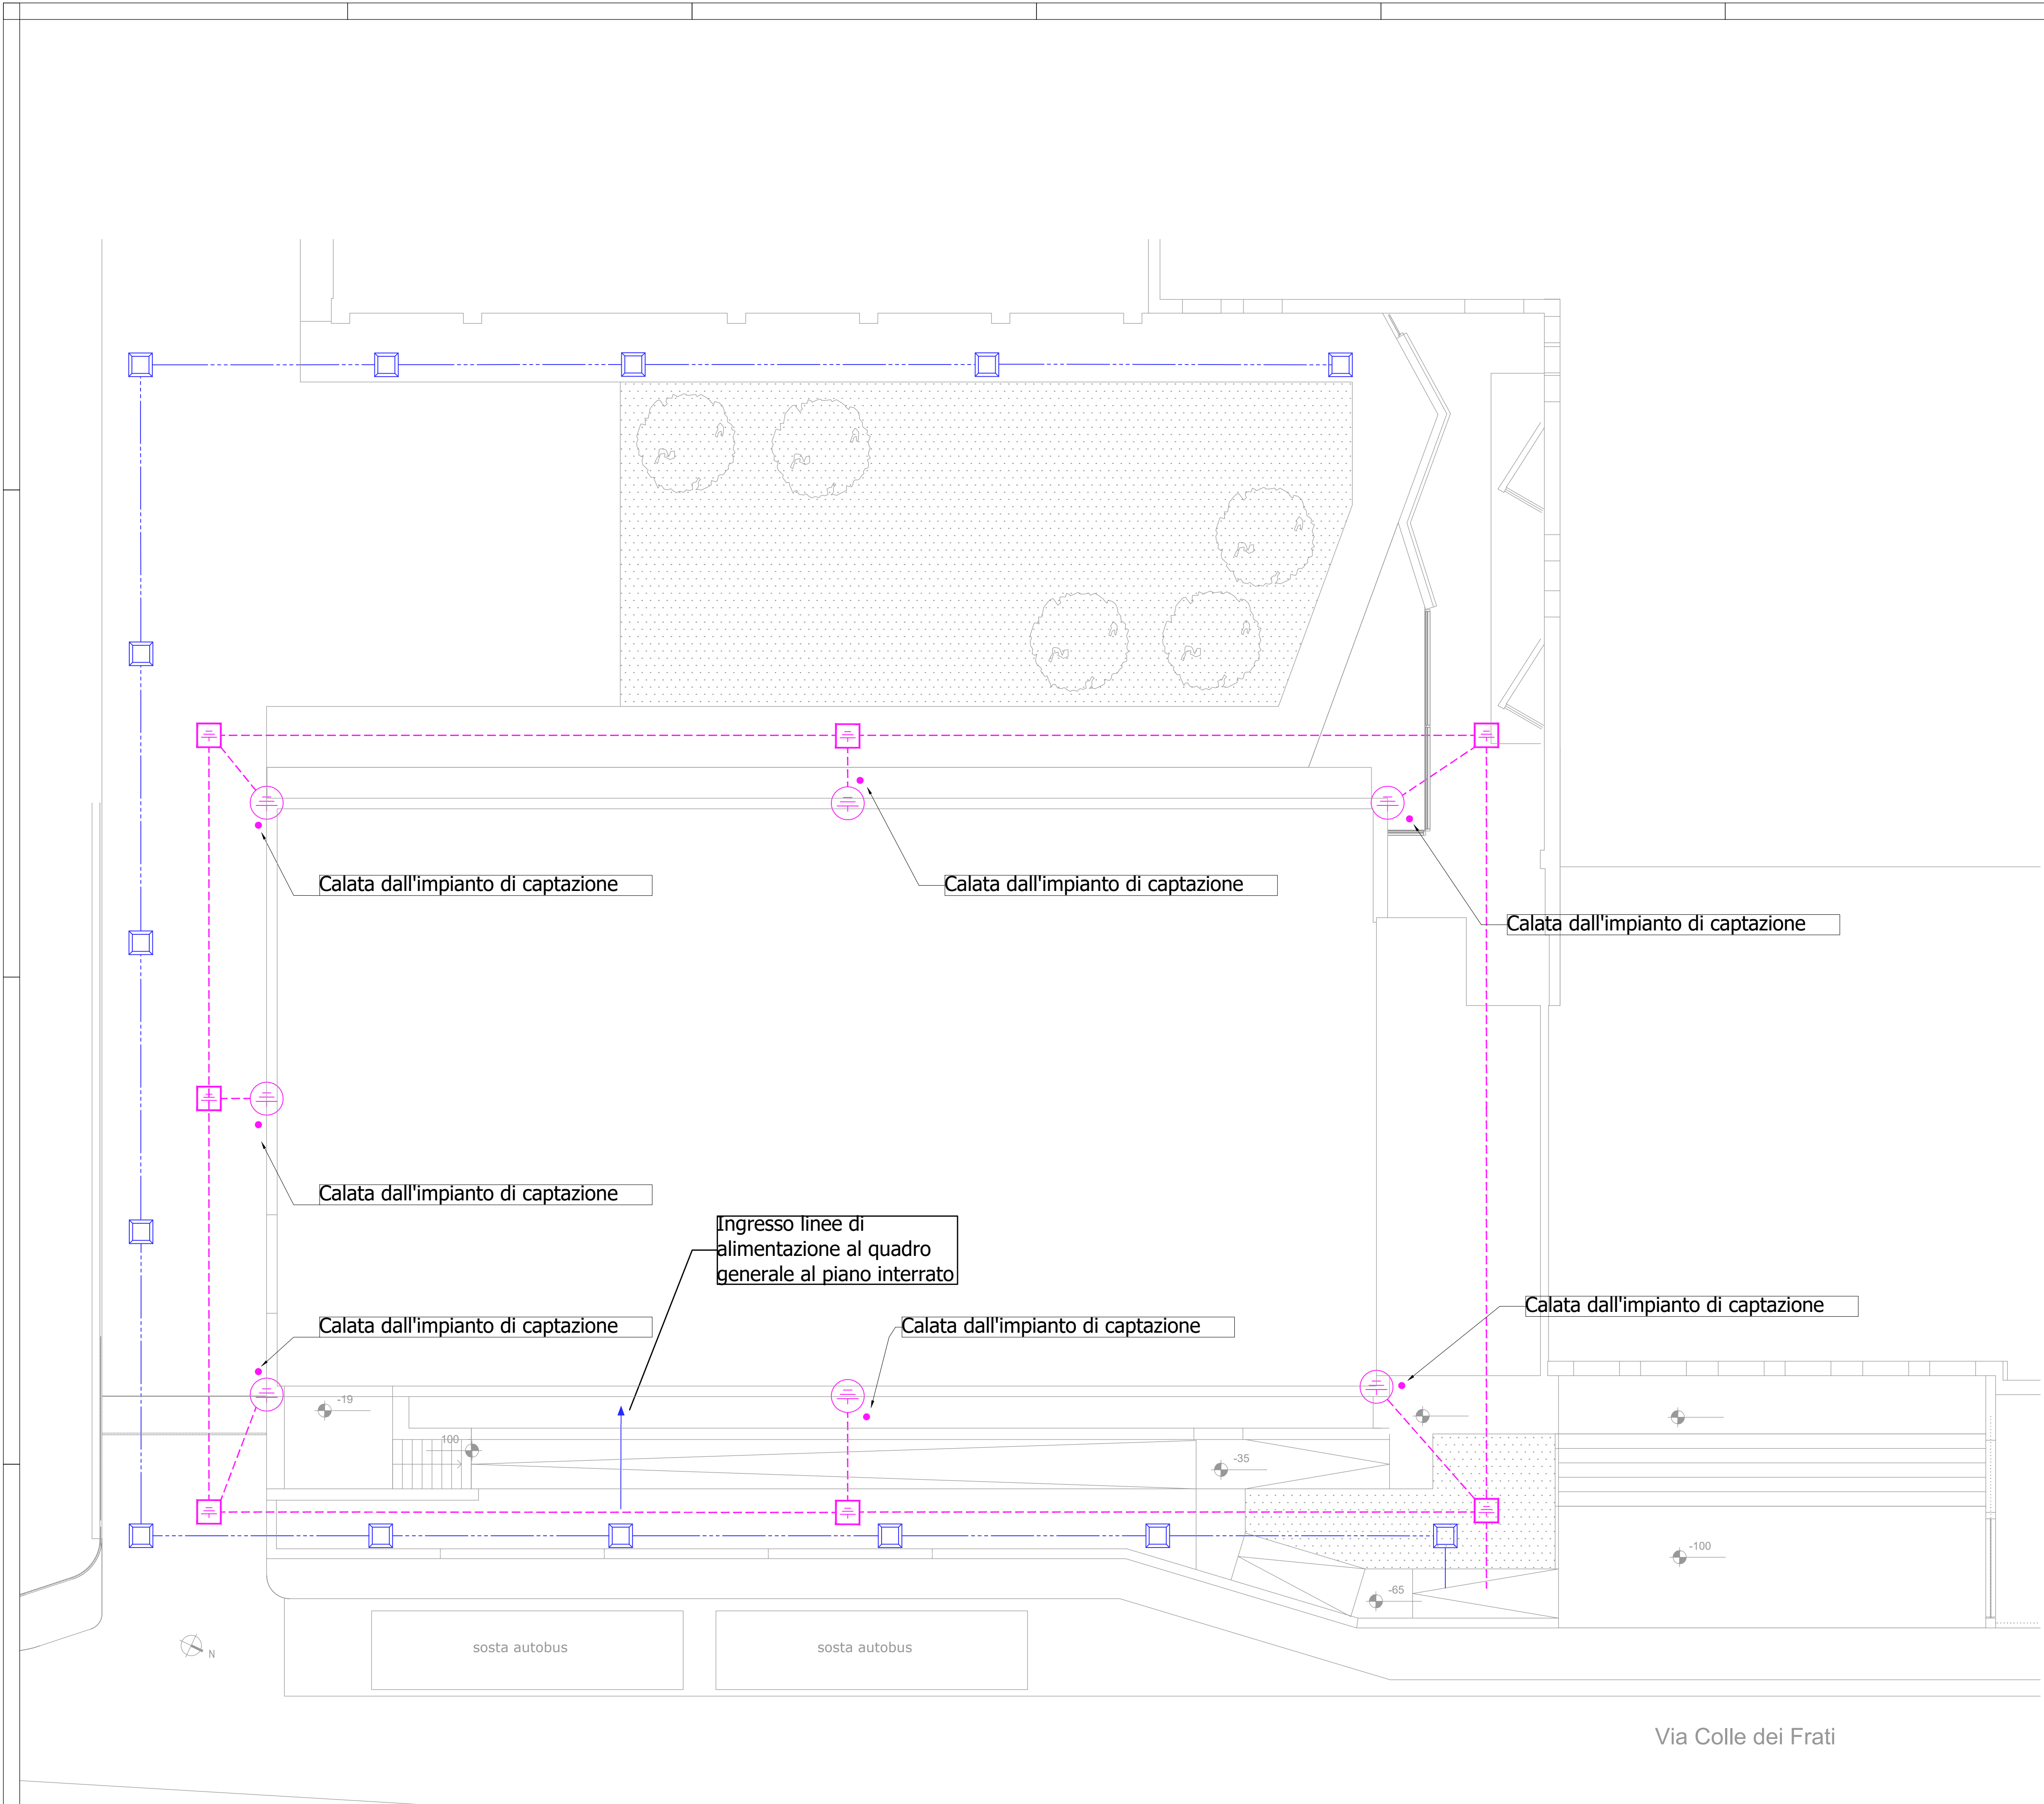 Calata dall'impianto di captazione
Calata dall'impianto di captazione
Calata dall'impianto di captazione
Calata dall'impianto di captazione
Ingresso linee di
alimentazione al quadro
generale al piano interrato
Calata dall'impianto di captazione
Calata dall'impianto di captazione
Calata dall'impianto di captazione
-19
100
-35
-100
-65
sosta autobus
sosta autobus
N
Via Colle dei Frati